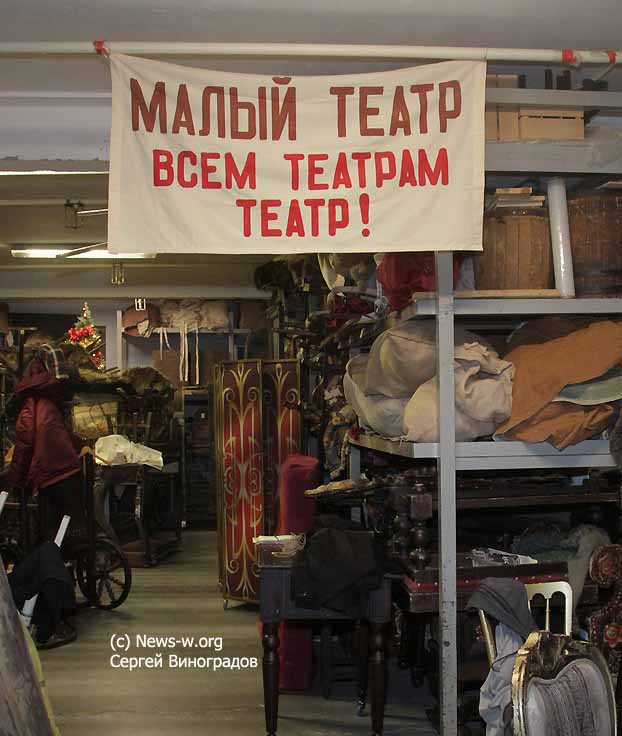 МАЛЫЙ ТЕАТР
ВСЕМ ТЕАТРАМ
ТЕАТР!
(c) News-w.org
Сергей Виноградов